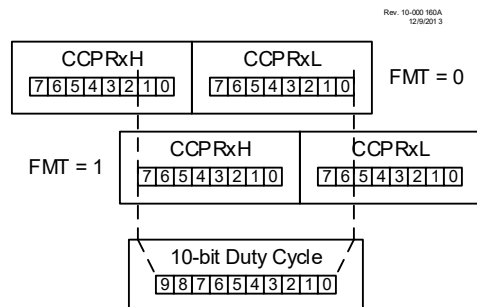 Rev. 10-000 160A
12/9/201 3
CCPRxH CCPRxL
7 6 5 4 3 2 1 0 7 6 5 4 3 2 1 0 FMT = 0
CCPRxH CCPRxL
FMT = 1 7 6 5 4 3 2 1 0 7 6 5 4 3 2 1 0
10-bit Duty Cycle
9 8 7 6 5 4 3 2 1 0